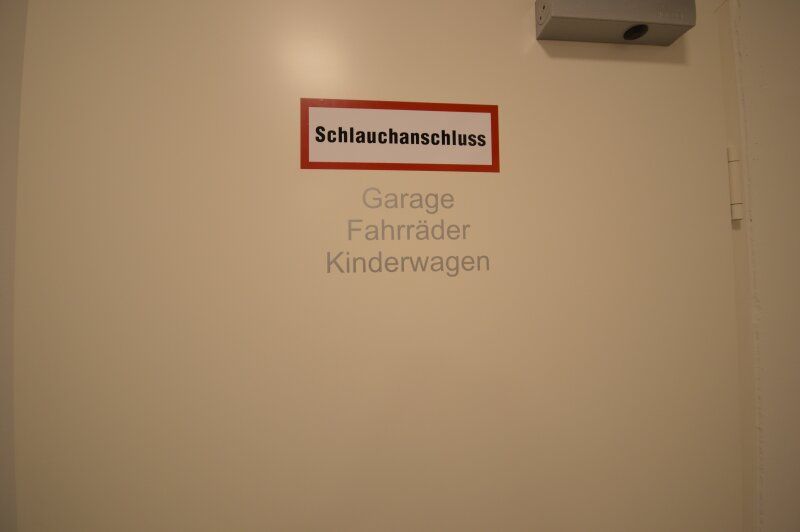 Schlauchanschluss
Garage
Fahrräder
Kinderwagen